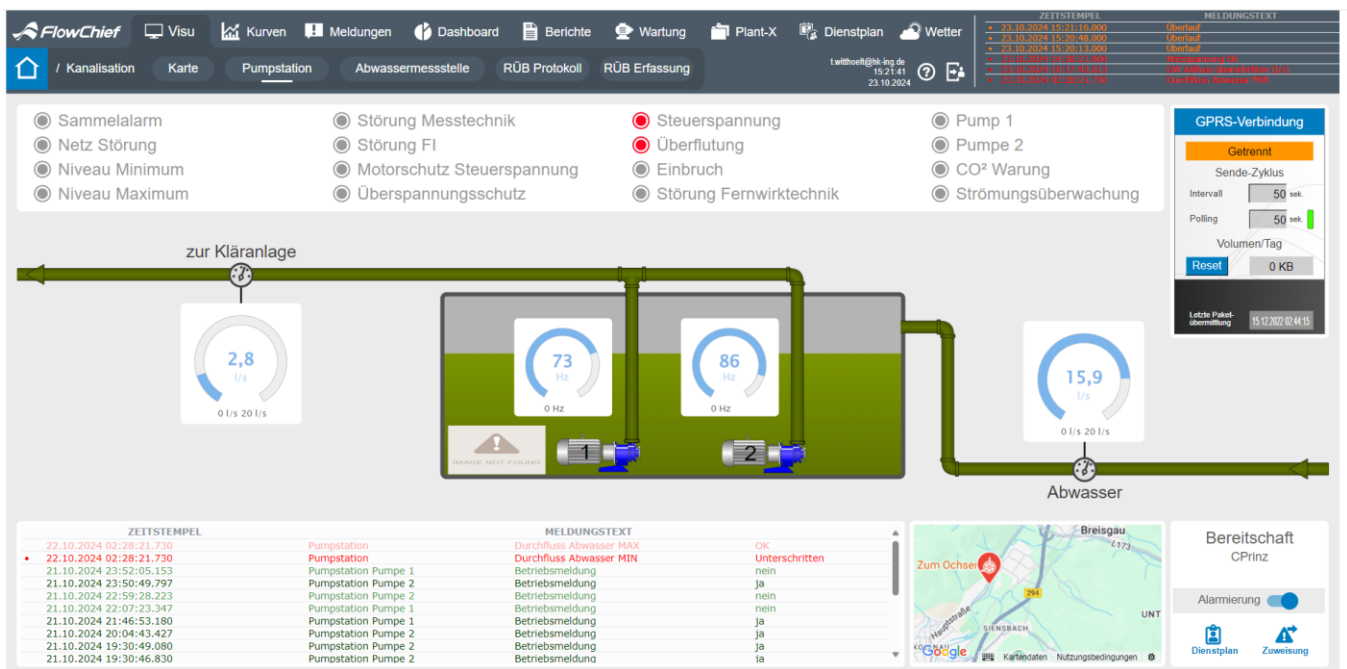 FlowChief Visu Kurven Meldungen Dashboard Berichte Wartung Plant-X Dienstplan Wetter
ZEITSTEMPEL MELDUNGSTEXT
23.10.2024 15:21:16.000 Überlauf
23.10.2024 15:20:48.000 Überlauf
23.10.2024 15:20:13.000 Überlauf
/ Kanalisation Karte Pumpstation Abwassermessstelle RÜB Protokoll RÜB Erfassung
t.witthoeft@hk-ing.de
15:21:41
23.10.2024
Sammelalarm Störung Messtechnik Steuerspannung Pump 1
Netz Störung Störung FI Überflutung Pumpe 2
Niveau Minimum Motorschutz Steuerspannung Einbruch CO² Warung
Niveau Maximum Überspannungsschutz Störung Fernwirktechnik Strömungsüberwachung
GPRS-Verbindung
Getrennt
Sende-Zyklus
Intervall 50 sek.
Polling 50 sek.
Volumen/Tag
Reset 0 KB
Letzte Paket-
übermittlung 15.12.2022 02:44:15
zur Kläranlage
2,8
l/s
0 l/s 20 l/s
73
Hz
0 Hz
86
Hz
0 Hz
15,9
l/s
0 l/s 20 l/s
IMAGE NOT FOUND
1
2
Abwasser
ZEITSTEMPEL MELDUNGSTEXT
22.10.2024 02:28:21.730 Pumpstation Durchfluss Abwasser MAX OK
22.10.2024 02:28:21.730 Pumpstation Durchfluss Abwasser MIN Unterschritten
21.10.2024 23:52:05.153 Pumpstation Pumpe 1 Betriebsmeldung nein
21.10.2024 23:50:49.797 Pumpstation Pumpe 2 Betriebsmeldung ja
21.10.2024 22:59:28.223 Pumpstation Pumpe 2 Betriebsmeldung nein
21.10.2024 22:07:23.347 Pumpstation Pumpe 1 Betriebsmeldung nein
21.10.2024 21:46:53.180 Pumpstation Pumpe 1 Betriebsmeldung ja
21.10.2024 20:04:43.427 Pumpstation Pumpe 2 Betriebsmeldung ja
21.10.2024 19:30:49.080 Pumpstation Pumpe 2 Betriebsmeldung ja
21.10.2024 19:30:46.830 Pumpstation Pumpe 2 Betriebsmeldung ja
Breisgau
L173
Zum Ochsen
294
UNT
Hauptstraße
SIENSBACH
Google Kartendaten Nutzungsbedingungen
Bereitschaft
CPrinz
Alarmierung
Dienstplan Zuweisung